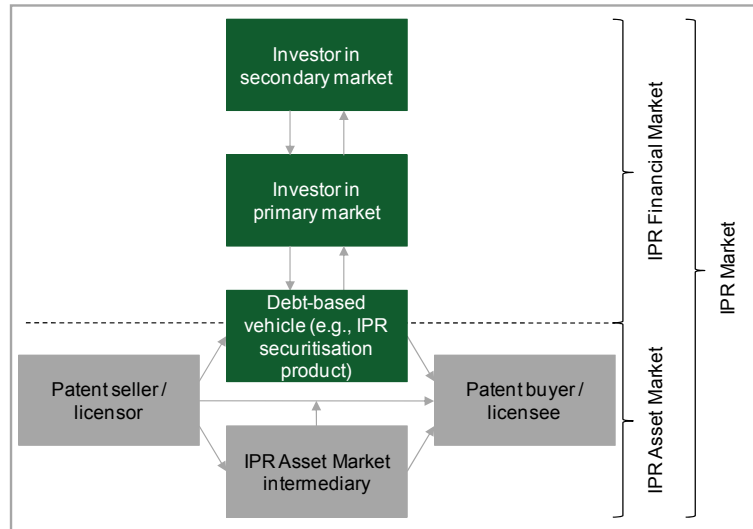 Investor in
secondary market
Investor in
primary market
Debt-based
vehicle (e.g., IPR
securitisation
product)
Patent seller /
licensor
Patent buyer /
licensee
IPR Asset Market
intermediary
IPR Financial Market
IPR Asset Market
IPR Market